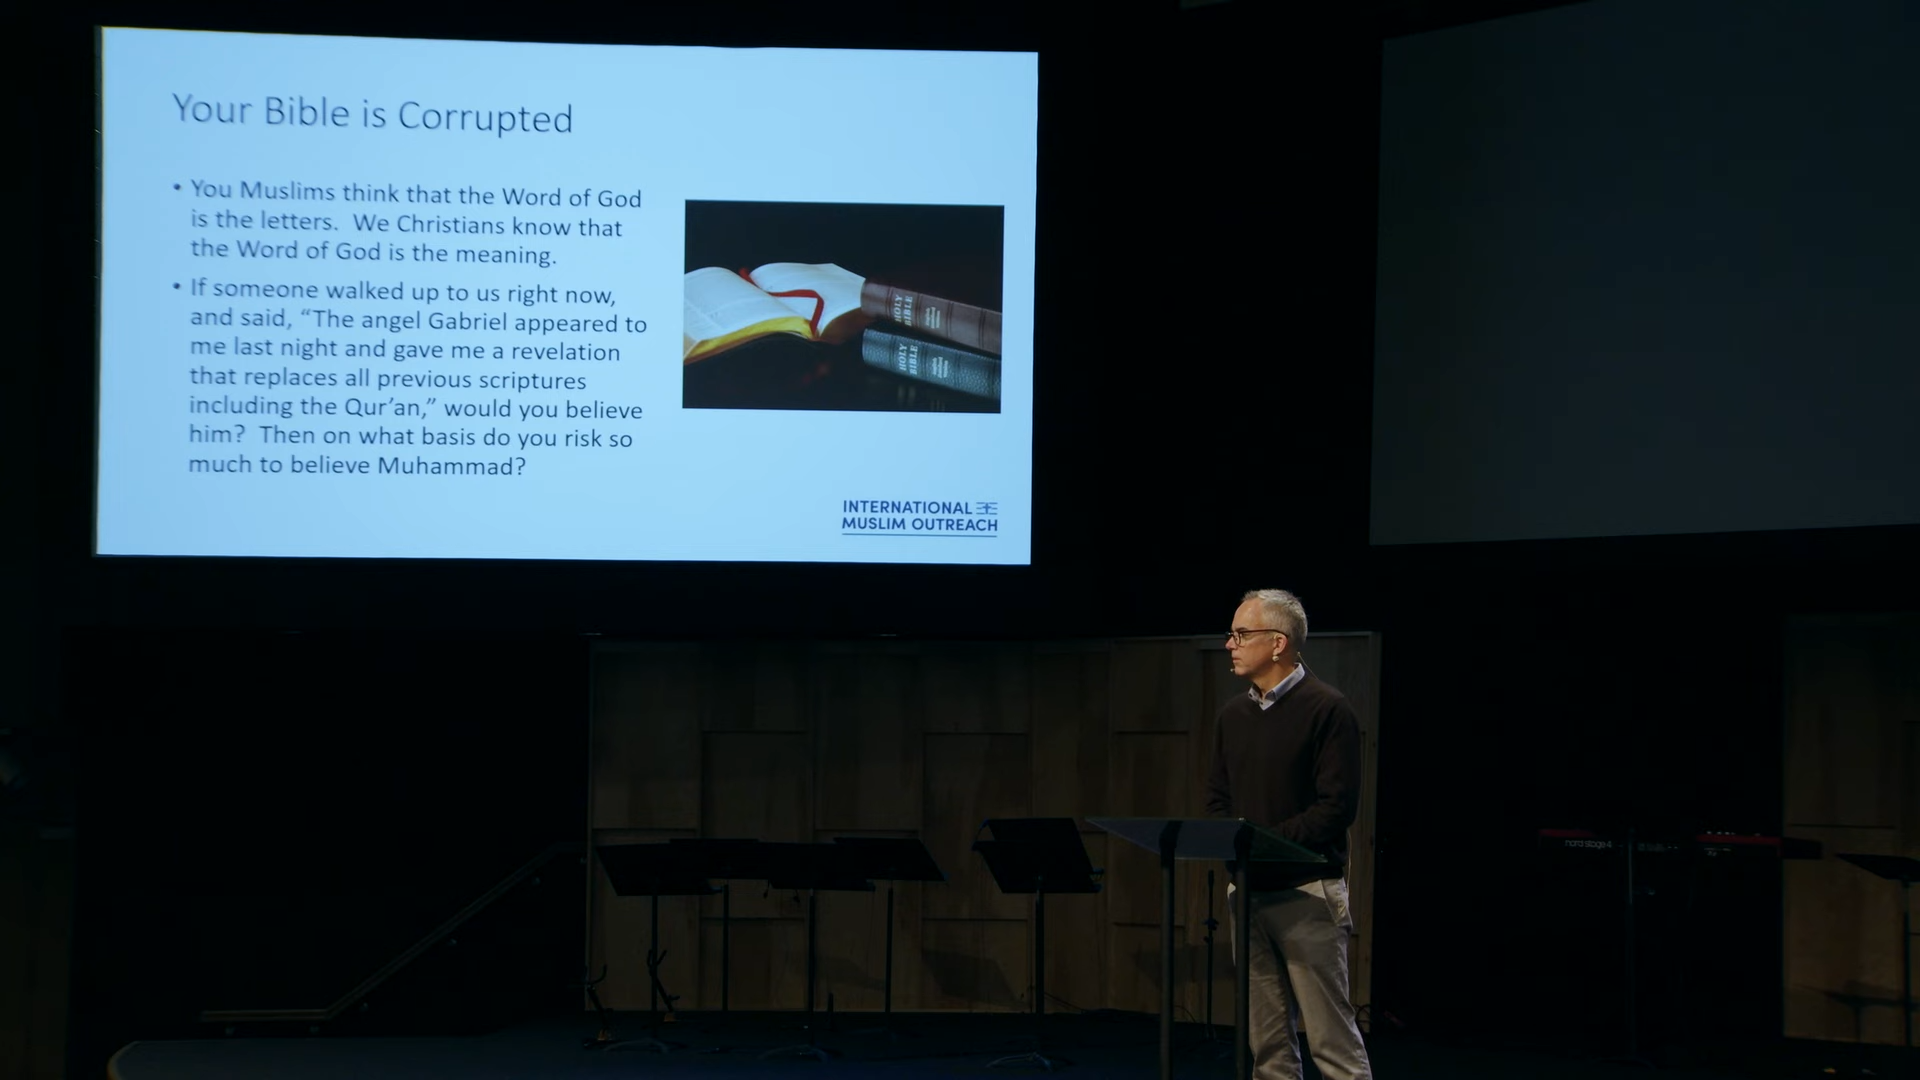 Your Bible is Corrupted
• You Muslims think that the Word of God
is the letters.  We Christians know that
the Word of God is the meaning.
• If someone walked up to us right now,
and said, “The angel Gabriel appeared to
me last night and gave me a revelation
that replaces all previous scriptures
including the Qur’an,” would you believe
him?  Then on what basis do you risk so
much to believe Muhammad?
HOLY
BIBLE
HOLY
BIBLE
INTERNATIONAL
MUSLIM OUTREACH
nord stage 4